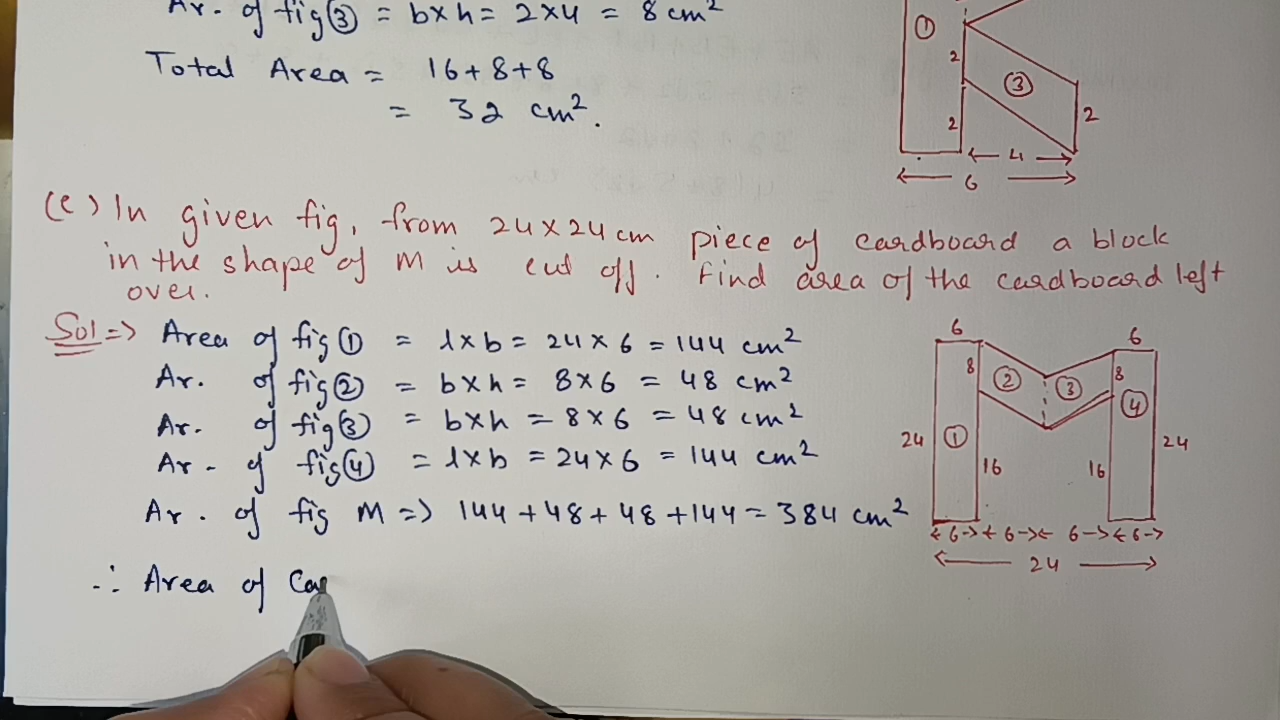 Ar. of fig ③ = b×h = 2×4 = 8 cm²
Total Area = 16+8+8
= 32 cm².
①
2
③
2
2
4
6
(e) In given fig, from 24×24 cm piece of cardboard a block
in the shape of M is cut off. Find area of the cardboard left
over.
Sol => Area of fig ① = l×b = 24×6 = 144 cm²
Ar. of fig ② = b×h = 8×6 = 48 cm²
Ar. of fig ③ = b×h = 8×6 = 48 cm²
Ar. of fig ④ = l×b = 24×6 = 144 cm²
Ar. of fig M => 144+48+48+144 = 384 cm²
∴ Area of Ca
6 6
8 ② ③ 8
④
24 ① 24
16 16
6 6 6 6
24